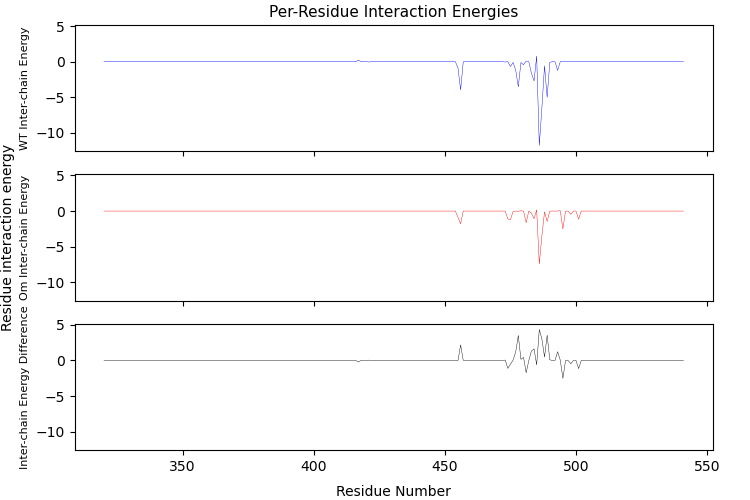 Per-Residue Interaction Energies
Residue interaction energy
WT Inter-chain Energy
5
0
−5
−10
Om Inter-chain Energy
5
0
−5
−10
Inter-chain Energy Difference
5
0
−5
−10
350 400 450 500 550
Residue Number